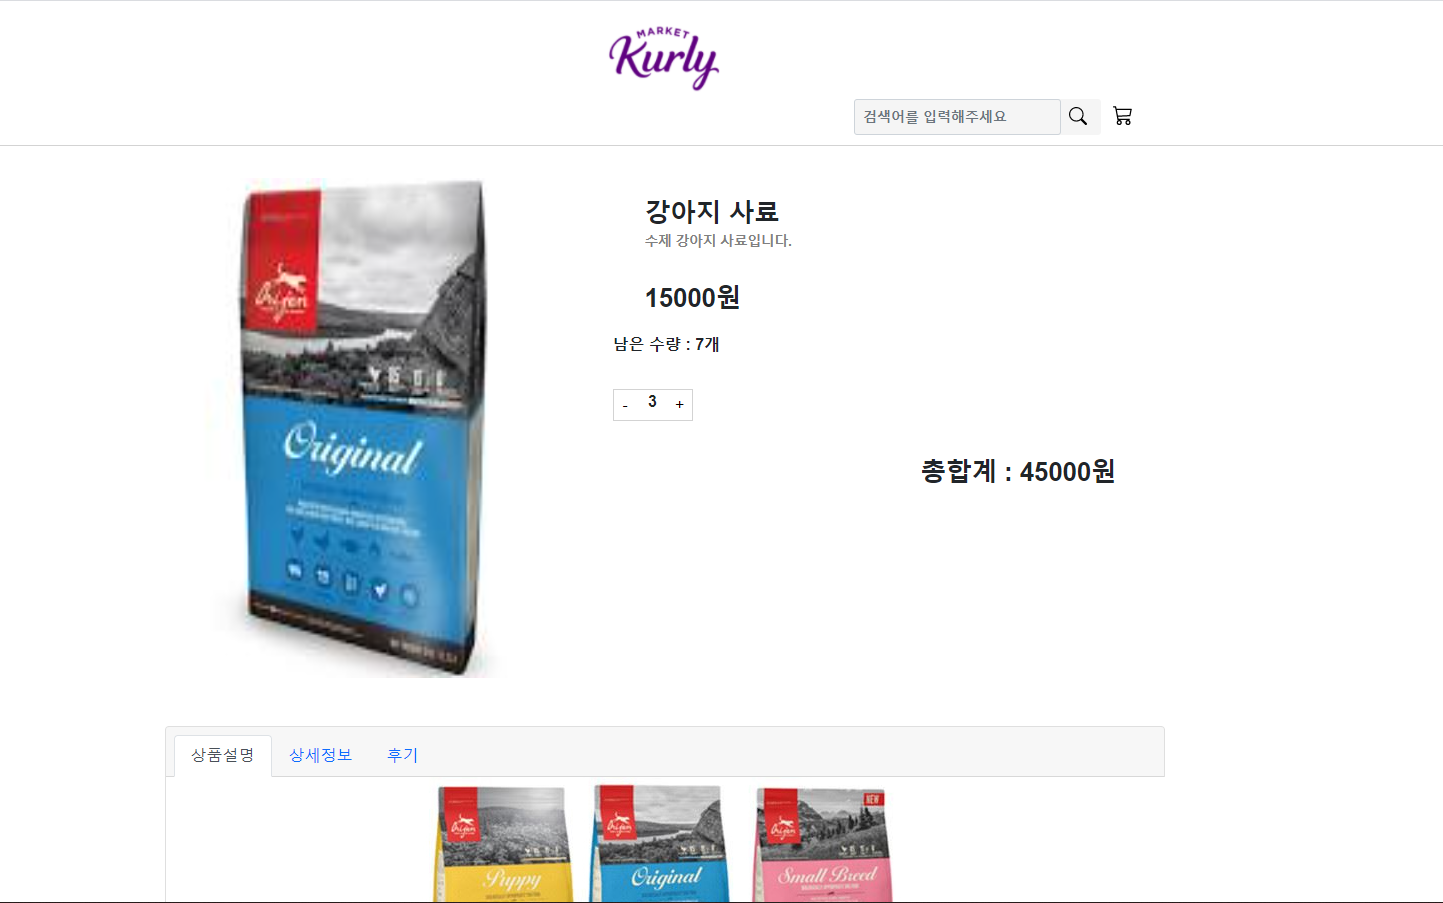 MARKET
Kurly
검색어를 입력해주세요
강아지 사료
수제 강아지 사료입니다.
15000원
남은 수량 : 7개
- 3 +
총합계 : 45000원
Orijen
Original
상품설명 상세정보 후기
Orijen
Puppy
Orijen
Original
NEW
Orijen
Small Breed